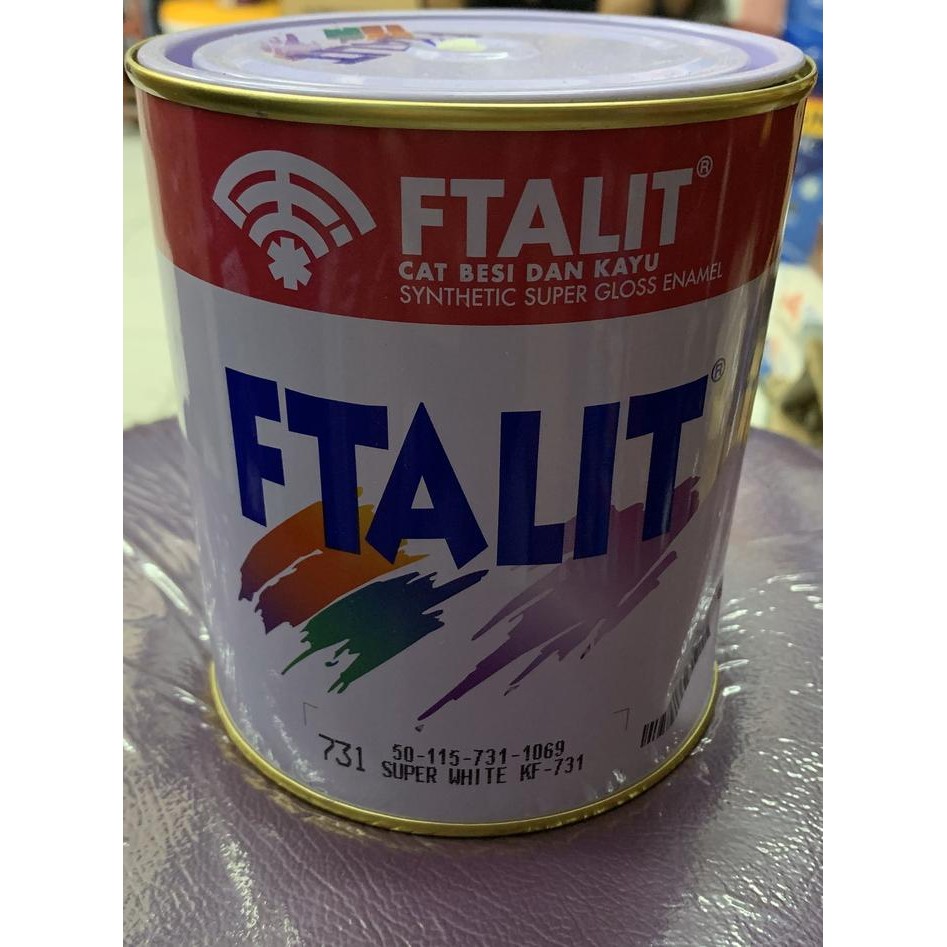 FTALIT®
CAT BESI DAN KAYU
SYNTHETIC SUPER GLOSS ENAMEL
FTALIT®
731
50-115-731-1069
SUPER WHITE KF-731